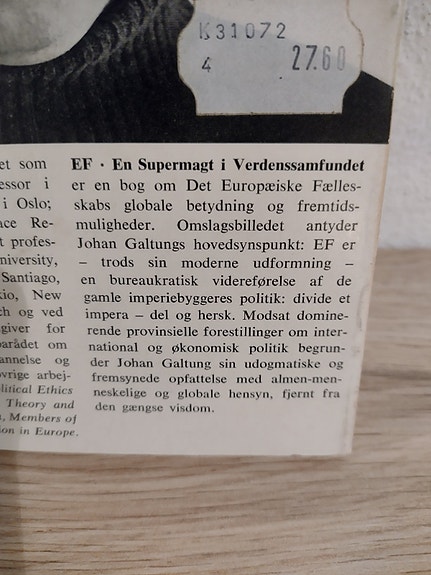 K31072
4
27.60
et som
essor i
i Oslo;
ace Re-
t profes-
niversity,
Santiago,
kio, New
ch og ved
giver for
parådet om
annelse og
ovrige arbej-
litical Ethics
Theory and
, Members of
ion in Europe.
EF · En Supermagt i Verdenssamfundet
er en bog om Det Europæiske Fælles-
skabs globale betydning og fremtids-
muligheder. Omslagsbilledet antyder
Johan Galtungs hovedsynspunkt: EF er
– trods sin moderne udformning –
en bureaukratisk videreførelse af de
gamle imperiebyggeres politik: divide et
impera – del og hersk. Modsat domine-
rende provinsielle forestillinger om inter-
national og økonomisk politik begrun-
der Johan Galtung sin udogmatiske og
fremsynede opfattelse med almen-men-
neskelige og globale hensyn, fjernt fra
den gængse visdom.